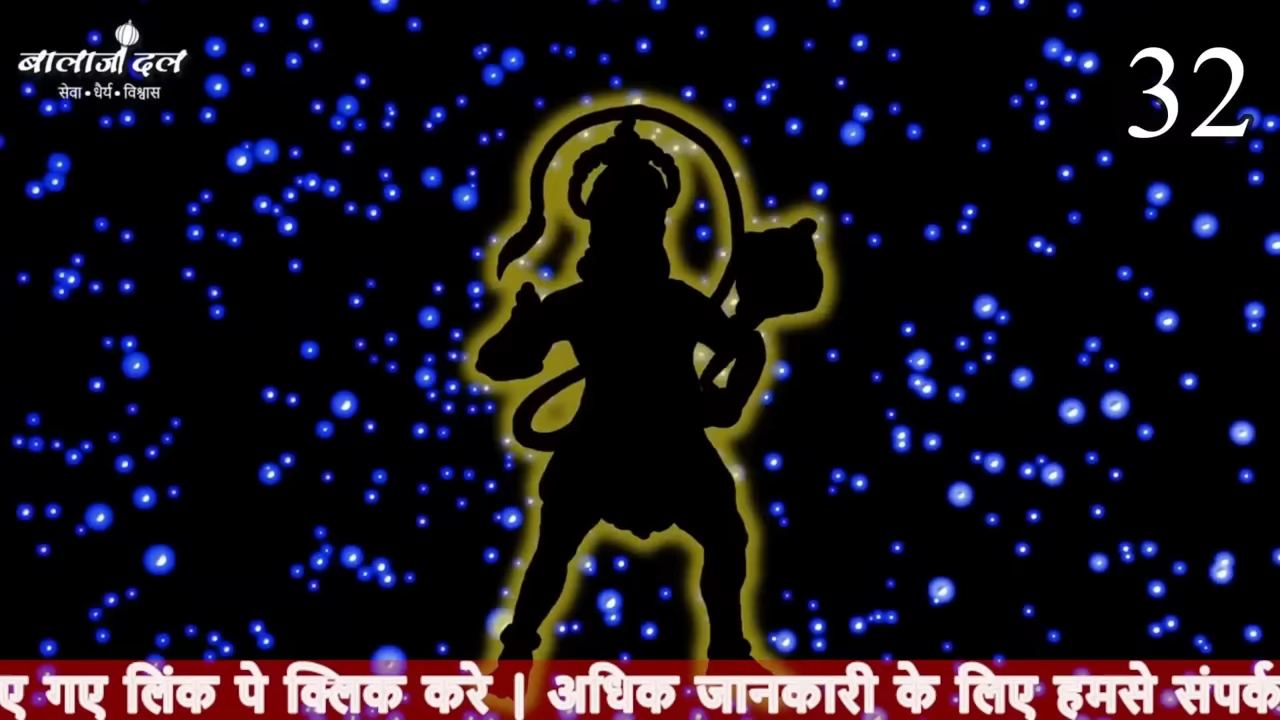 बालाजी दल
सेवा • धैर्य • विश्वास
32
ए गए लिंक पे क्लिक करे | अधिक जानकारी के लिए हमसे संपर्क